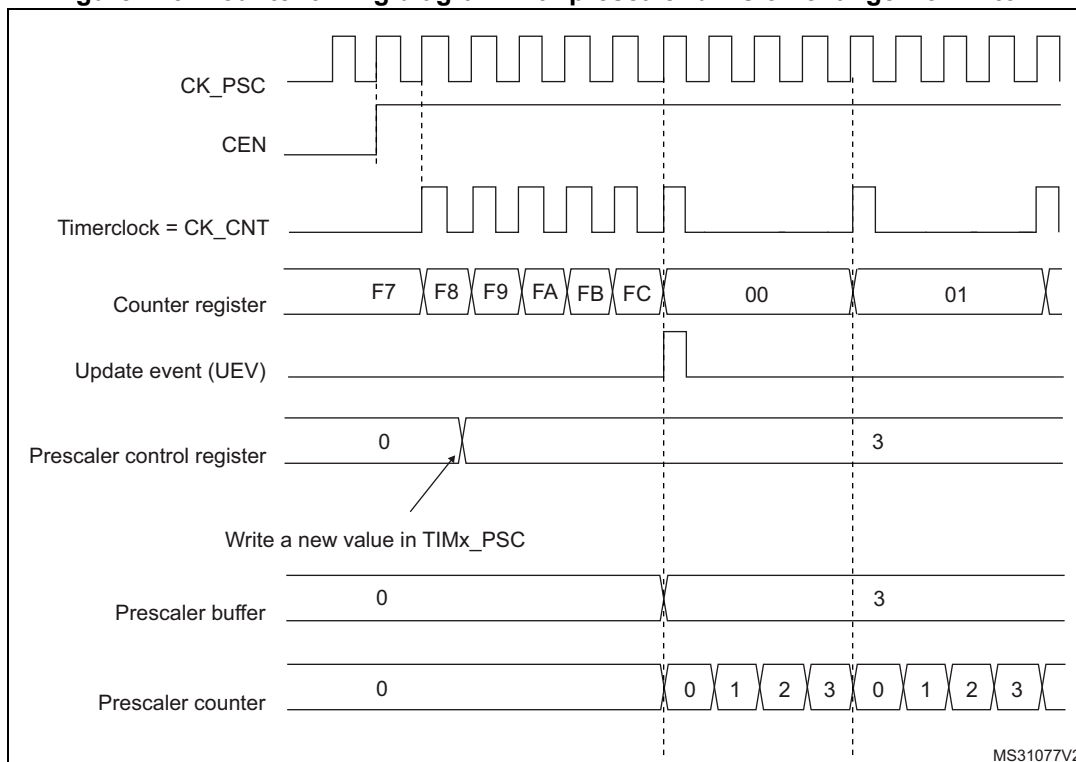 CK_PSC
CEN
Timerclock = CK_CNT
Counter register
F7 F8 F9 FA FB FC 00 01
Update event (UEV)
Prescaler control register
0 3
Write a new value in TIMx_PSC
Prescaler buffer
0 3
Prescaler counter
0 0 1 2 3 0 1 2 3
MS31077V2